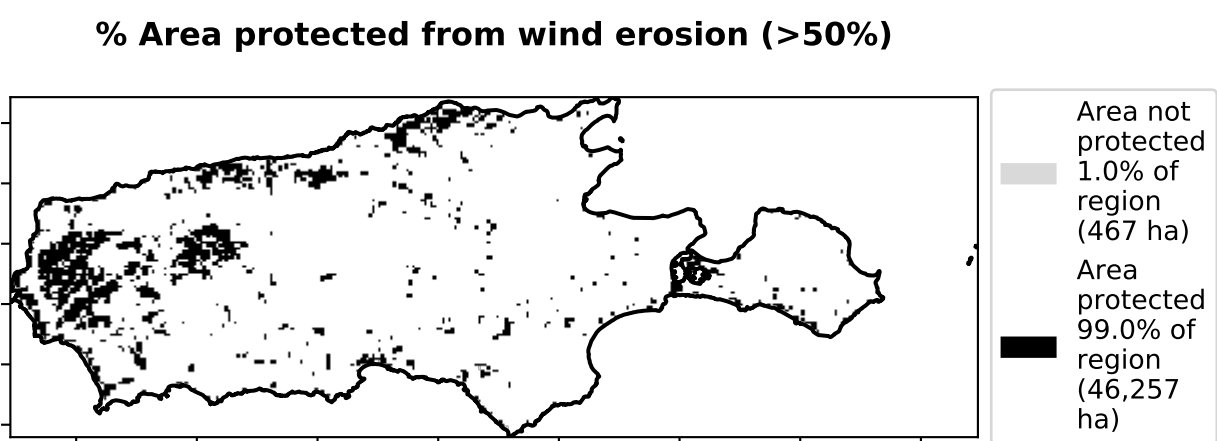 % Area protected from wind erosion (>50%)
Area not
protected
1.0% of
region
(467 ha)
Area
protected
99.0% of
region
(46,257
ha)